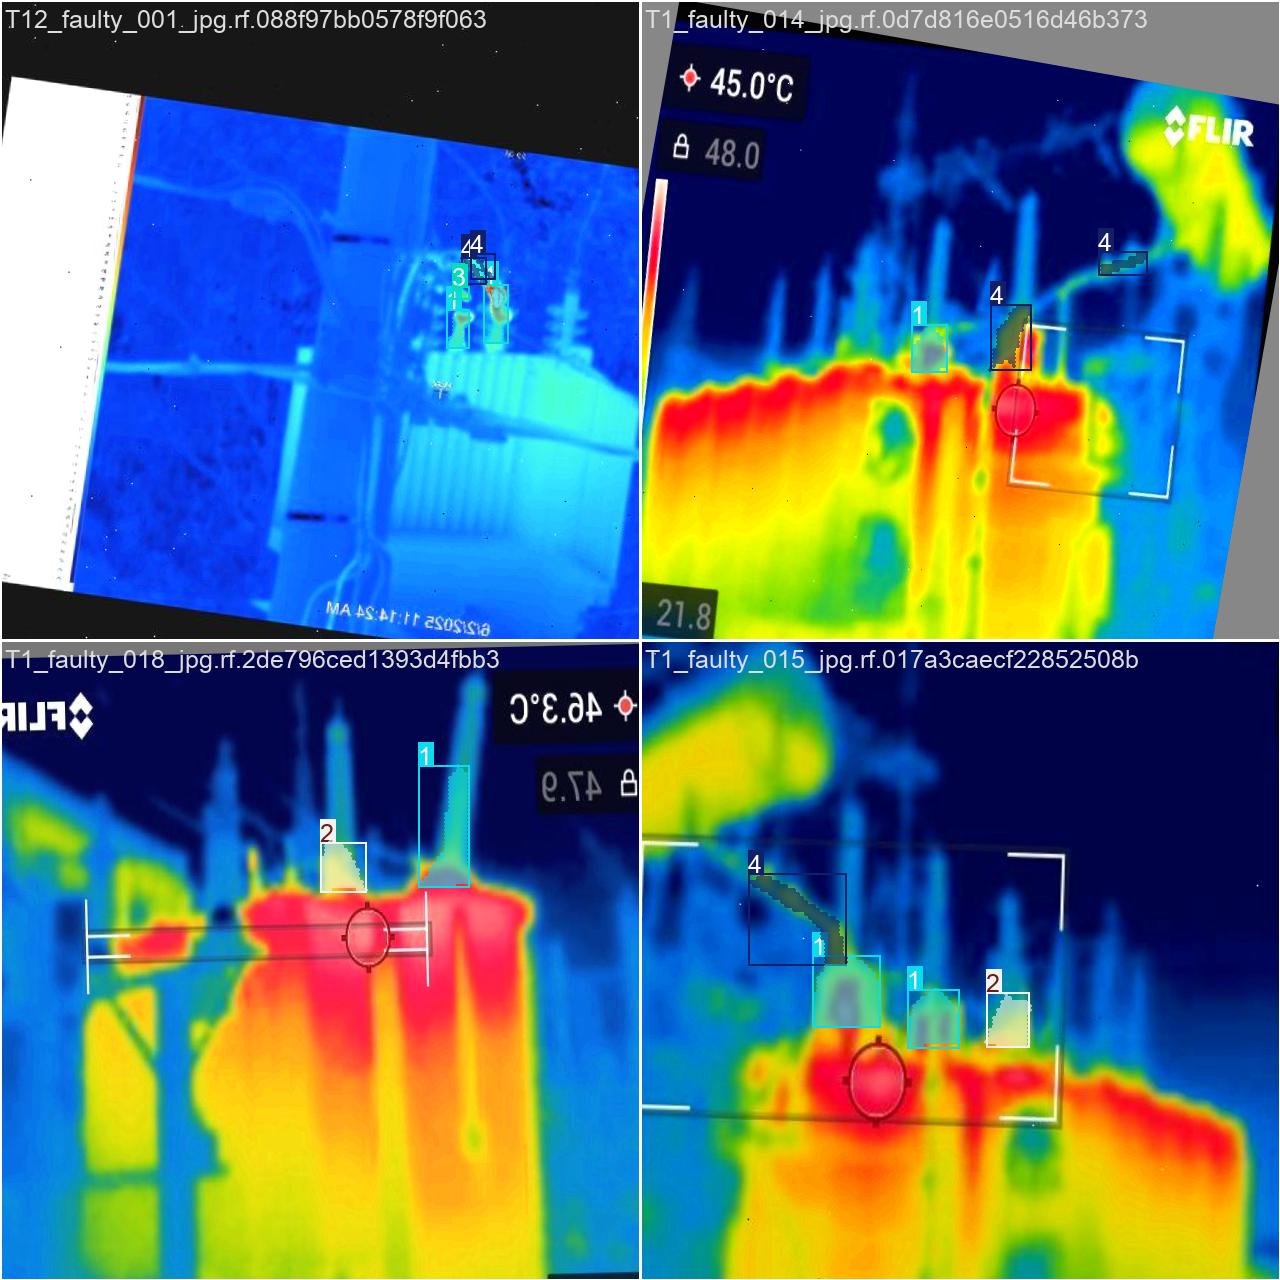 T12_faulty_001_jpg.rf.088f97bb0578f9f063
4
4
3
1
6/2/2025 11:14:24 AM
T1_faulty_014_jpg.rf.0d7d816e0516d46b373
45.0°C
48.0
FLIR
4
4
1
21.8
T1_faulty_018_jpg.rf.2de796ced1393d4fbb3
FLIR
46.3°C
47.9
1
2
T1_faulty_015_jpg.rf.017a3caecf22852508b
4
1
1
2